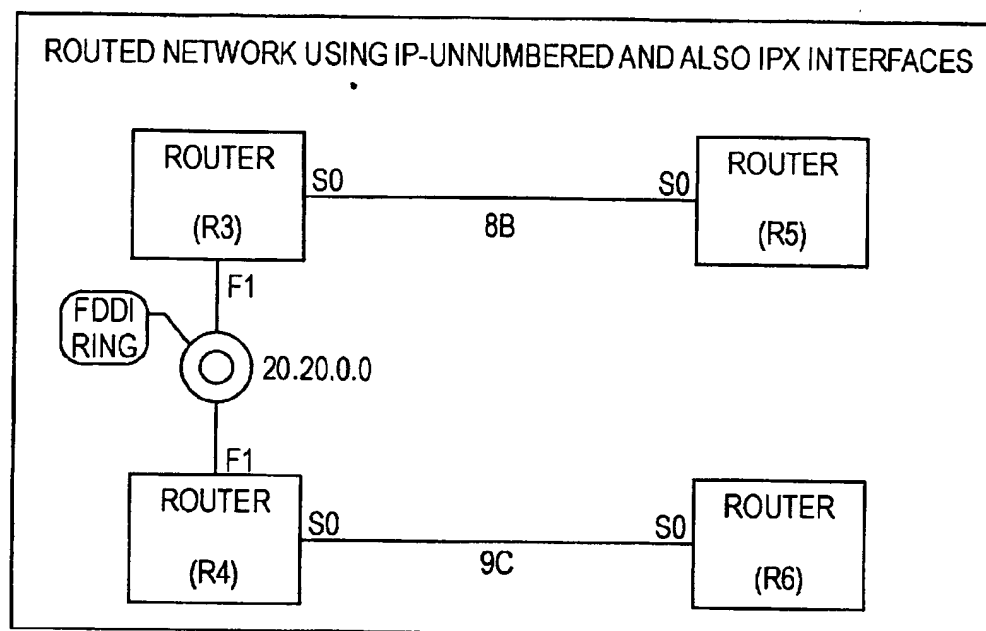 ROUTED NETWORK USING IP-UNNUMBERED AND ALSO IPX INTERFACES
ROUTER
(R3)
S0
8B
S0
ROUTER
(R5)
F1
FDDI
RING
20.20.0.0
F1
ROUTER
(R4)
S0
9C
S0
ROUTER
(R6)